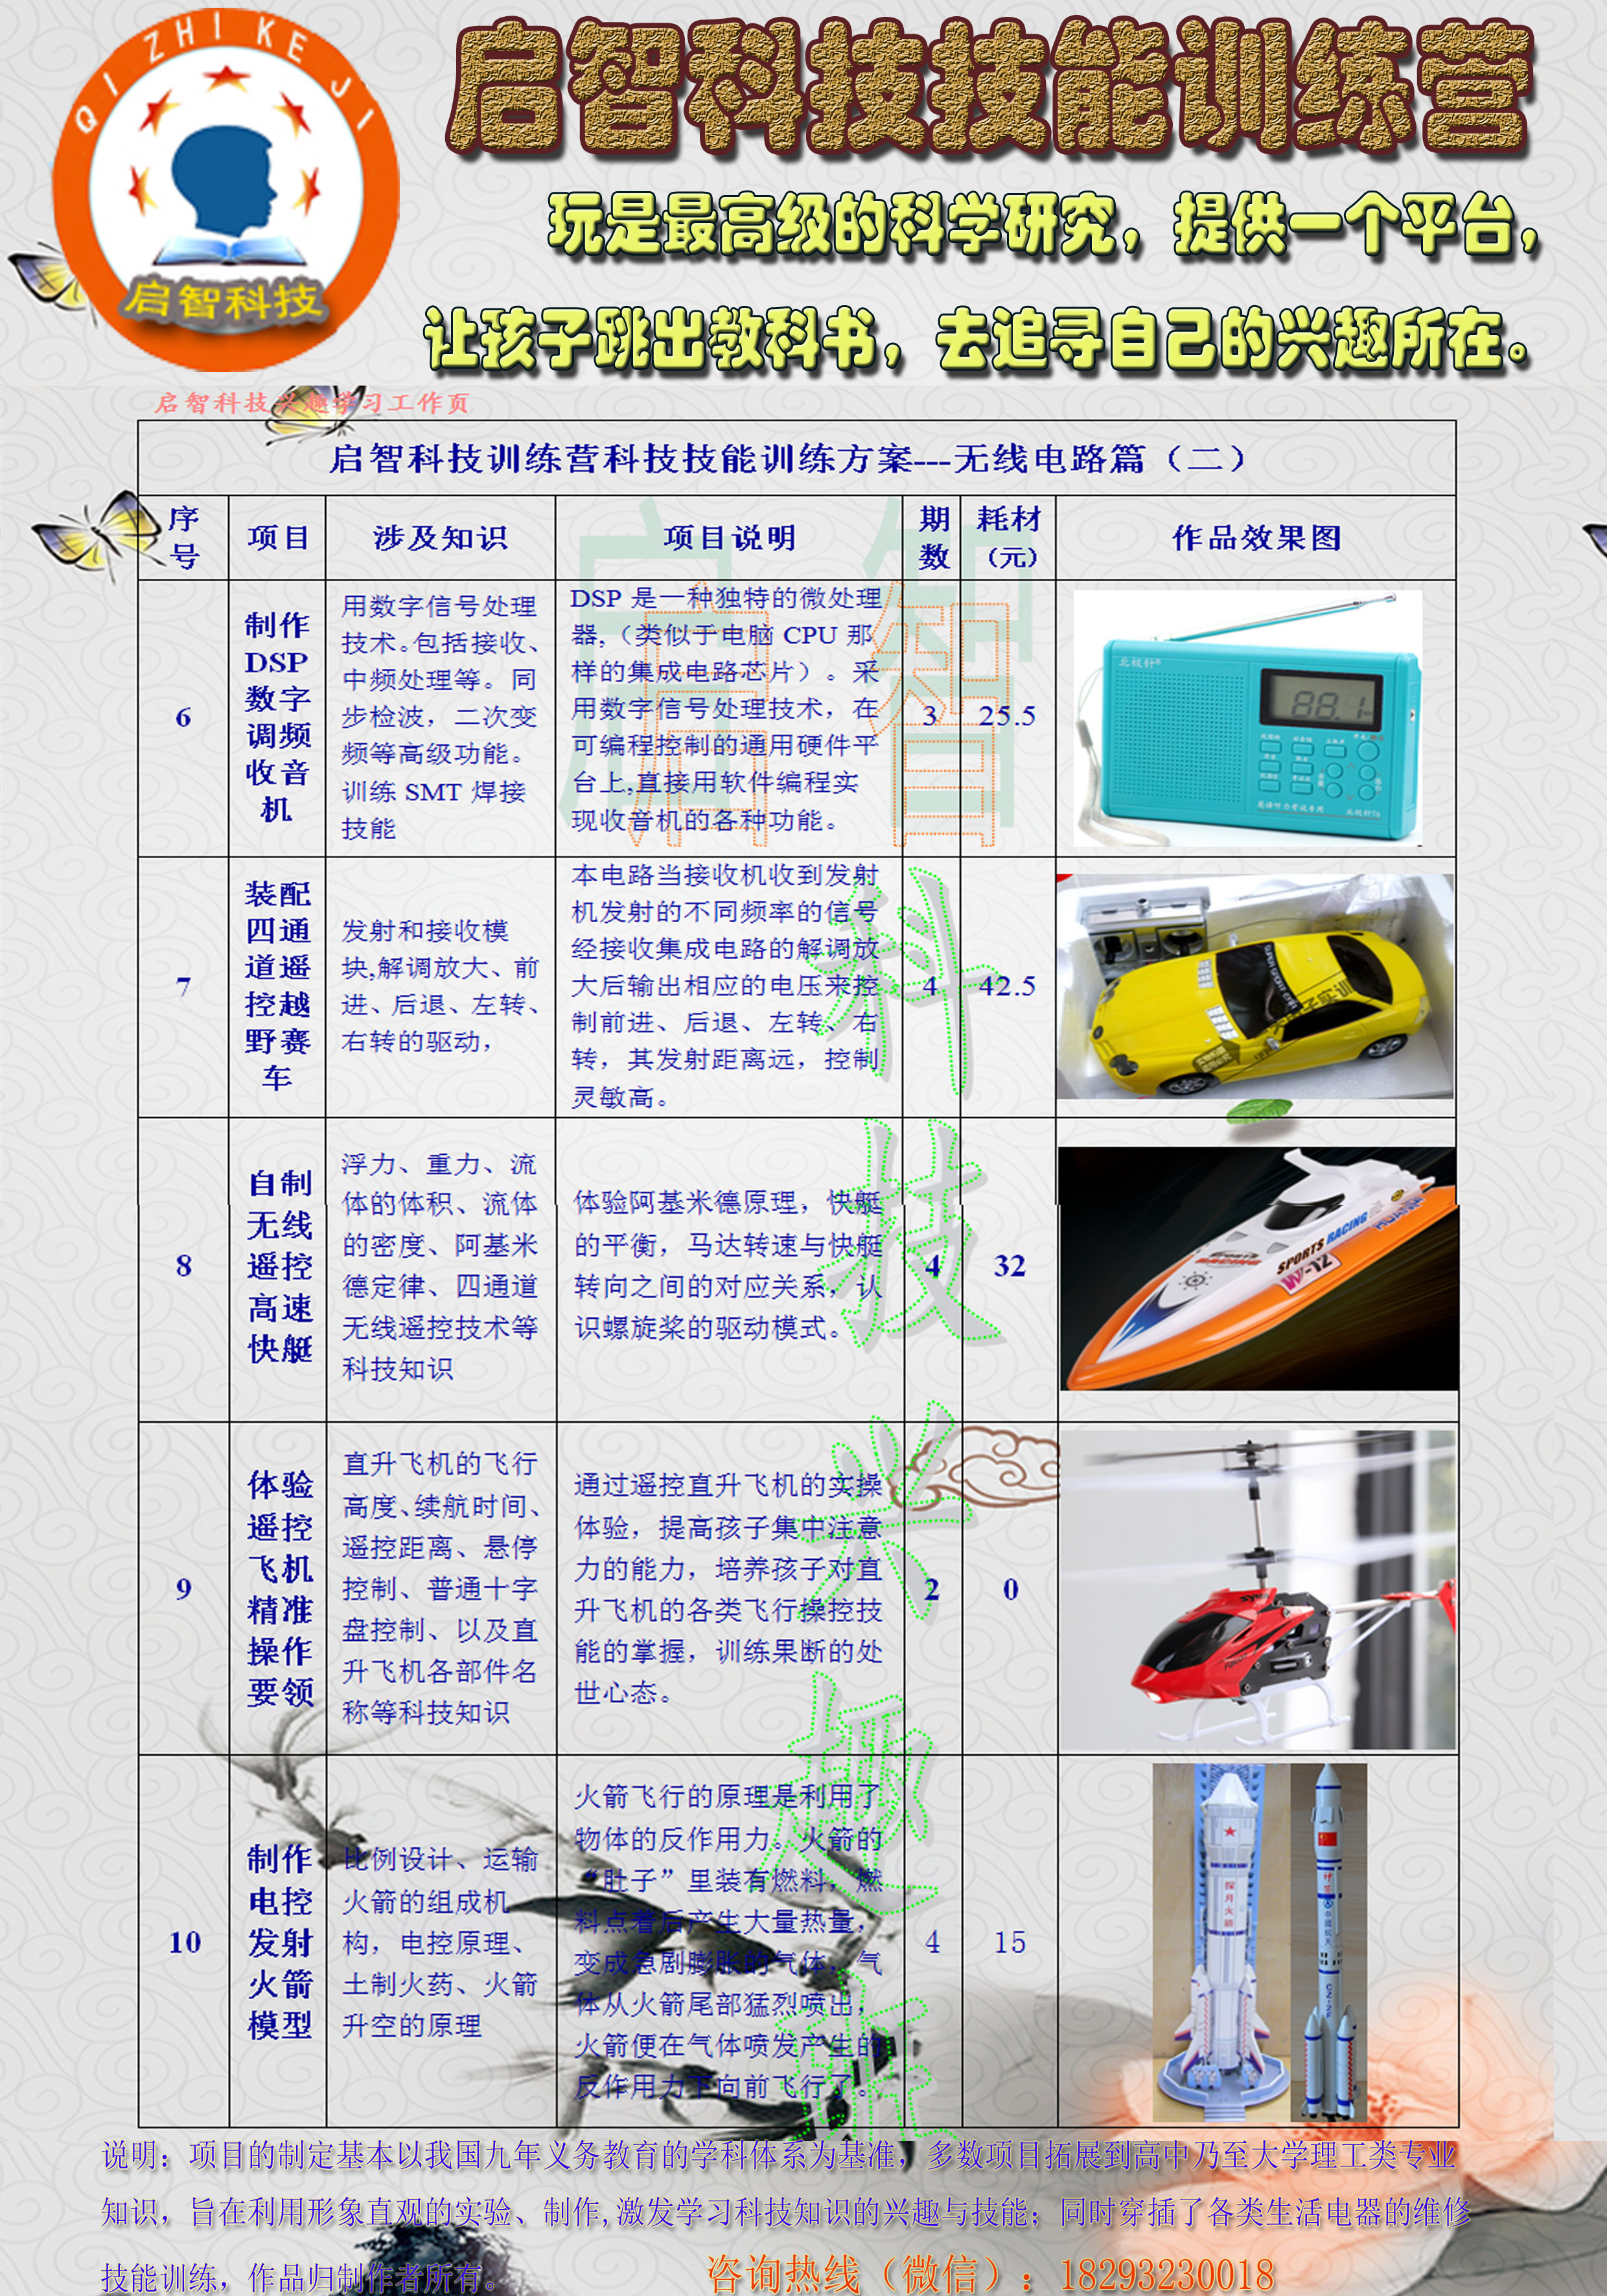 QI ZHI KE JI
启智科技
启智科技技能训练营
玩是最高级的科学研究，提供一个平台，
让孩子跳出教科书，去追寻自己的兴趣所在。
启智科技兴趣学习工作页
启智科技训练营科技技能训练方案---无线电路篇（二）
序号
项目
涉及知识
项目说明
期数
耗材（元）
作品效果图
6
制作
DSP
数字
调频
收音
机
用数字信号处理
技术。包括接收、
中频处理等。同
步检波，二次变
频等高级功能。
训练 SMT 焊接
技能
DSP 是一种独特的微处理
器,（类似于电脑 CPU 那
样的集成电路芯片）。采
用数字信号处理技术，在
可编程控制的通用硬件平
台上,直接用软件编程实
现收音机的各种功能。
3
25.5
北极针
88.1
英语听力考试专用
北极针T6
7
装配
四通
道遥
控越
野赛
车
发射和接收模
块,解调放大、前
进、后退、左转、
右转的驱动，
本电路当接收机收到发射
机发射的不同频率的信号
经接收集成电路的解调放
大后输出相应的电压来控
制前进、后退、左转、右
转，其发射距离远，控制
灵敏高。
4
42.5
8
自制
无线
遥控
高速
快艇
浮力、重力、流
体的体积、流体
的密度、阿基米
德定律、四通道
无线遥控技术等
科技知识
体验阿基米德原理，快艇
的平衡，马达转速与快艇
转向之间的对应关系，认
识螺旋桨的驱动模式。
4
32
SPORTS RACING
9
体验
遥控
飞机
精准
操作
要领
直升飞机的飞行
高度、续航时间、
遥控距离、悬停
控制、普通十字
盘控制、以及直
升飞机各部件名
称等科技知识
通过遥控直升飞机的实操
体验，提高孩子集中注意
力的能力，培养孩子对直
升飞机的各类飞行操控技
能的掌握，训练果断的处
世心态。
2
0
10
制作
电控
发射
火箭
模型
比例设计、运输
火箭的组成机
构，电控原理、
土制火药、火箭
升空的原理
火箭飞行的原理是利用了
物体的反作用力。火箭的
“肚子”里装有燃料，燃
料点着后产生大量热量，
变成急剧膨胀的气体，气
体从火箭尾部猛烈喷出，
火箭便在气体喷发产生的
反作用力下向前飞行了。
4
15
探月火箭
中国航天
启智
启智
科技兴趣班
说明：项目的制定基本以我国九年义务教育的学科体系为基准，多数项目拓展到高中乃至大学理工类专业
知识，旨在利用形象直观的实验、制作,激发学习科技知识的兴趣与技能；同时穿插了各类生活电器的维修
技能训练，作品归制作者所有。
咨询热线（微信）：18293230018